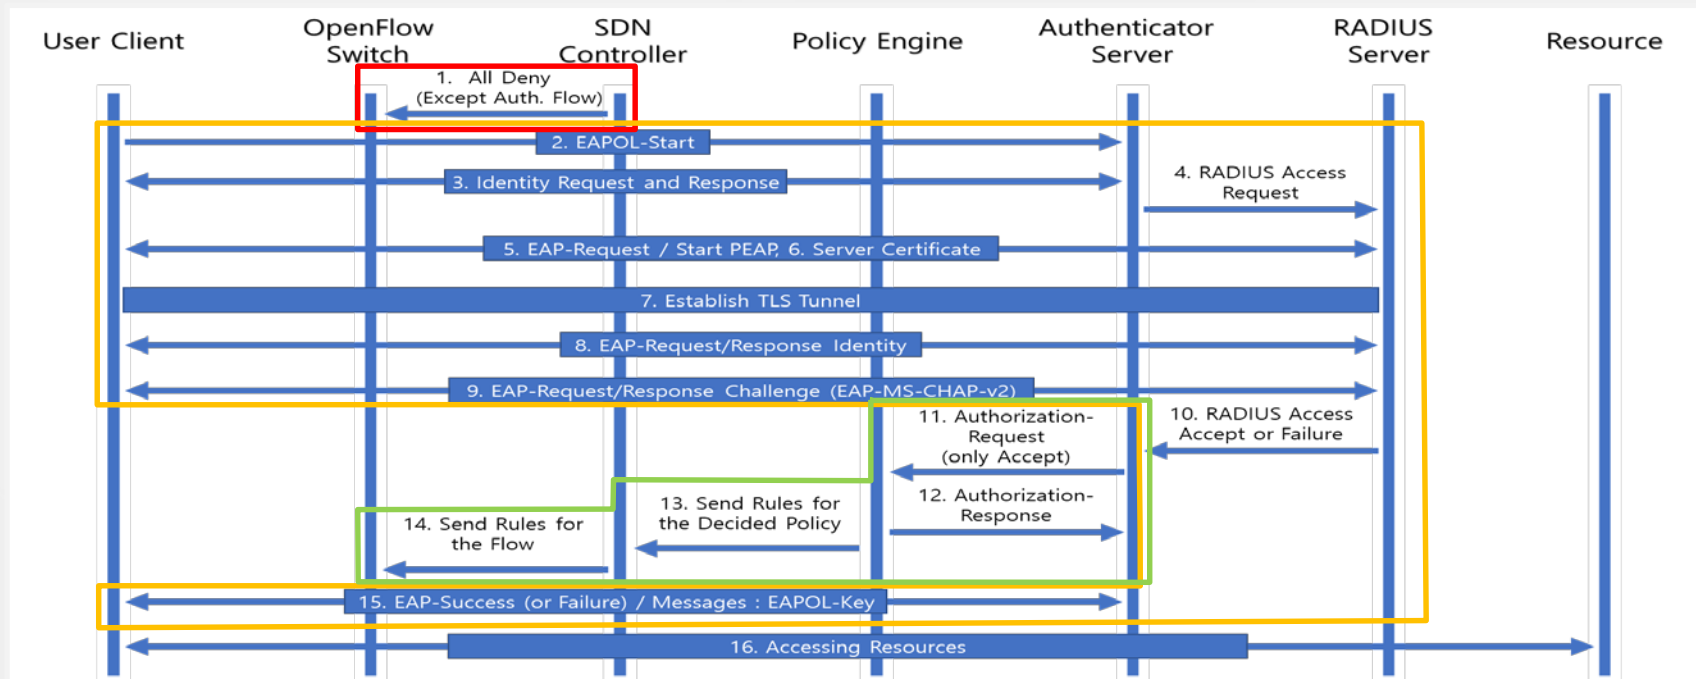 User Client
OpenFlow
Switch
SDN
Controller
Policy Engine
Authenticator
Server
RADIUS
Server
Resource
1. All Deny
(Except Auth. Flow)
2. EAPOL-Start
3. Identity Request and Response
4. RADIUS Access
Request
5. EAP-Request / Start PEAP, 6. Server Certificate
7. Establish TLS Tunnel
8. EAP-Request/Response Identity
9. EAP-Request/Response Challenge (EAP-MS-CHAP-v2)
10. RADIUS Access
Accept or Failure
11. Authorization-
Request
(only Accept)
12. Authorization-
Response
13. Send Rules for
the Decided Policy
14. Send Rules for
the Flow
15. EAP-Success (or Failure) / Messages : EAPOL-Key
16. Accessing Resources